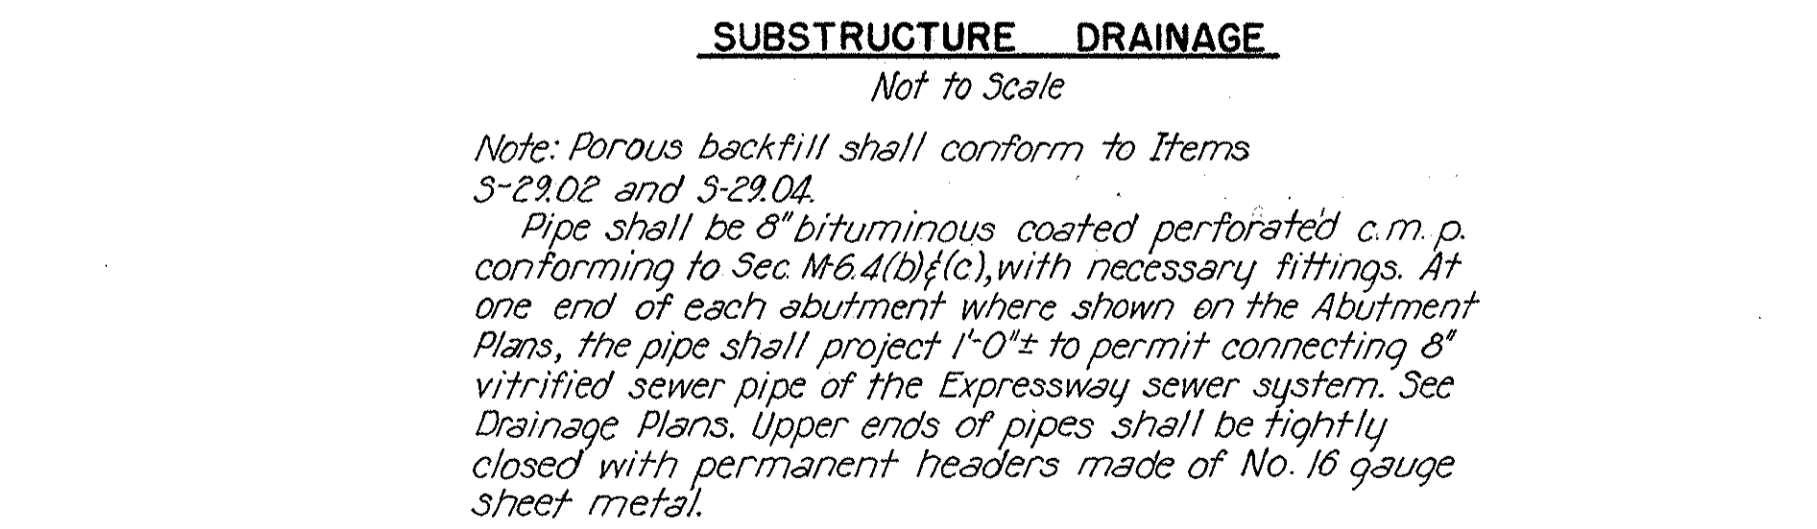 SUBSTRUCTURE DRAINAGE
Not to Scale
Note: Porous backfill shall conform to Items
S-29.02 and S-29.04.
Pipe shall be 8" bituminous coated perforated c.m.p.
conforming to Sec. M-6.4(b)&(c), with necessary fittings. At
one end of each abutment where shown on the Abutment
Plans, the pipe shall project 1'-0"± to permit connecting 8"
vitrified sewer pipe of the Expressway sewer system. See
Drainage Plans. Upper ends of pipes shall be tightly
closed with permanent headers made of No. 16 gauge
sheet metal.